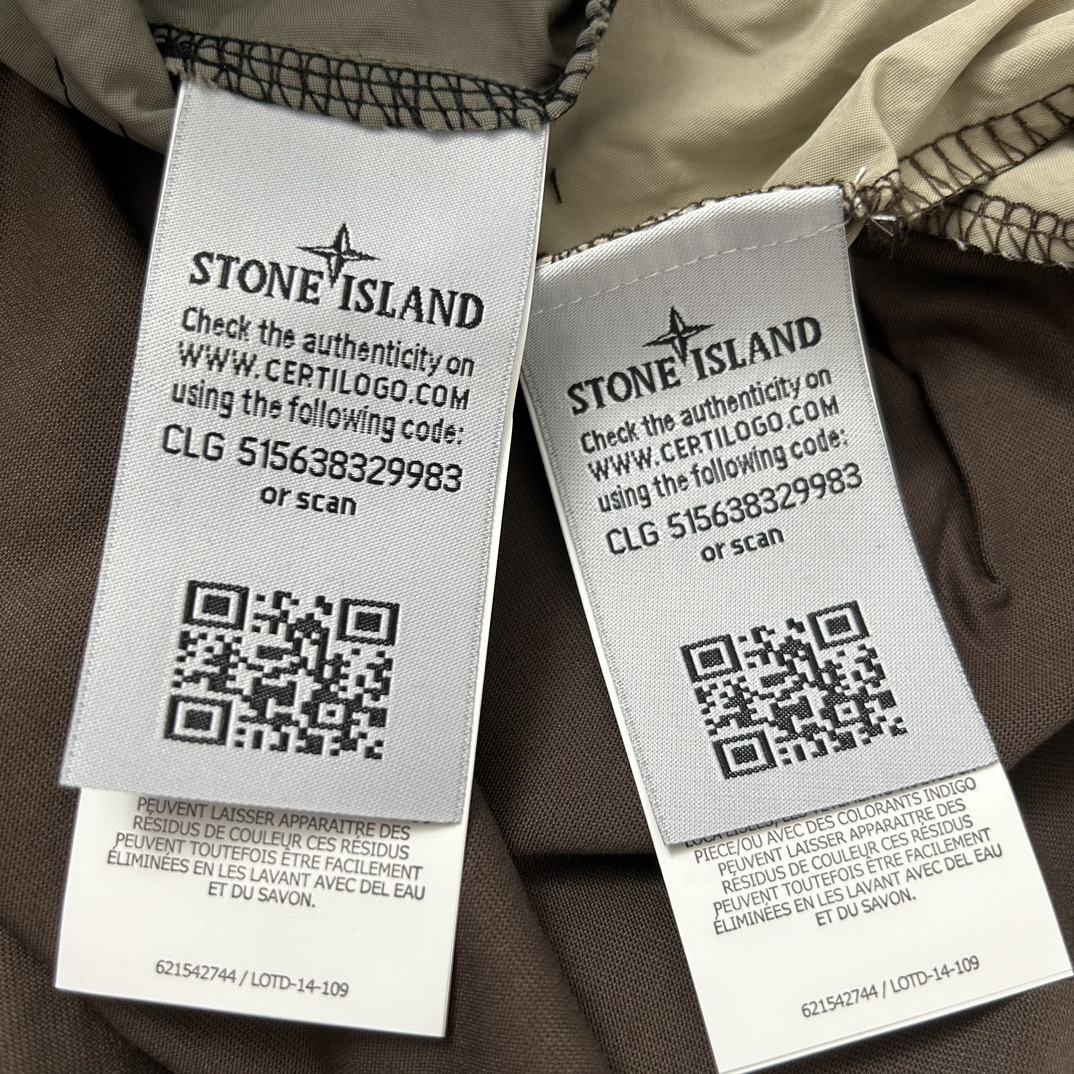 STONE ISLAND
Check the authenticity on
WWW.CERTILOGO.COM
using the following code:
CLG 515638329983
or scan
PEUVENT LAISSER APPARAITRE DES
RÉSIDUS DE COULEUR CES RÉSIDUS
PEUVENT TOUTEFOIS ÊTRE FACILEMENT
ÉLIMINÉES EN LES LAVANT AVEC DEL EAU
ET DU SAVON.
621542744 / LOTD-14-109
STONE ISLAND
Check the authenticity on
WWW.CERTILOGO.COM
using the following code:
CLG 515638329983
or scan
PIECE/OU AVEC DES COLORANTS INDIGO
PEUVENT LAISSER APPARAITRE DES
RÉSIDUS DE COULEUR CES RÉSIDUS
PEUVENT TOUTEFOIS ÊTRE FACILEMENT
ÉLIMINÉES EN LES LAVANT AVEC DEL EAU
ET DU SAVON.
621542744 / LOTD-14-109